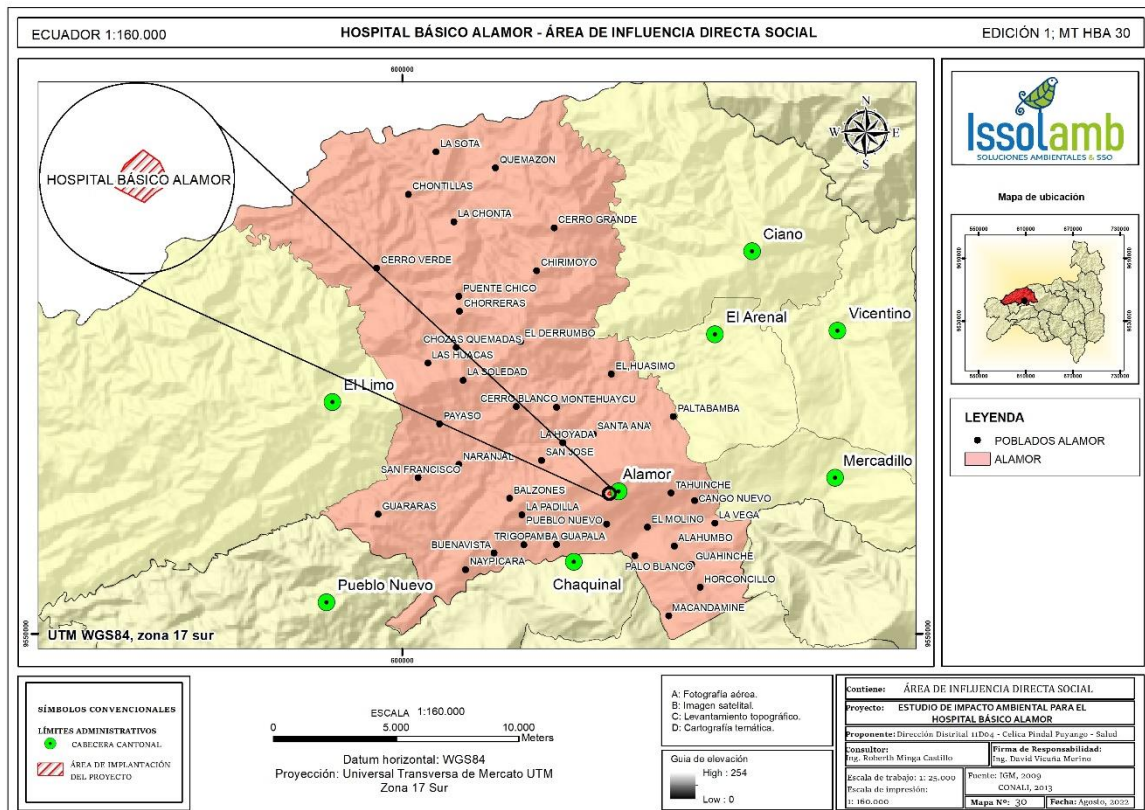 ECUADOR 1:160.000
HOSPITAL BÁSICO ALAMOR - ÁREA DE INFLUENCIA DIRECTA SOCIAL
EDICIÓN 1; MT HBA 30
600000
HOSPITAL BÁSICO ALAMOR
N
W
E
S
LA SOTA
QUEMAZON
CHONTILLAS
LA CHONTA
CERRO GRANDE
Ciano
CERRO VERDE
CHIRIMOYO
PUENTE CHICO
CHORRERAS
El Arenal
Vicentino
EL DERRUMBO
CHOZAS QUEMADAS
LAS HUACAS
LA SOLEDAD
EL HUASIMO
El Limo
CERRO BLANCO
MONTEHUAYCU
PALTABAMBA
PAYASO
SANTA ANA
LA HOYADA
SAN JOSE
NARANJAL
SAN FRANCISCO
Alamor
Mercadillo
TAHUINCHE
CANGO NUEVO
BALZONES
GUARARAS
LA PADILLA
PUEBLO NUEVO
EL MOLINO
LA VEGA
TRIGOPAMBA
GUAPALA
ALAHUMBO
BUENAVISTA
NAYPICARA
PALO BLANCO
GUAHINCHE
Chaquinal
HORCONCILLO
Pueblo Nuevo
MACANDAMINE
UTM WGS84, zona 17 sur
9550000
9550000
600000
Issolamb
SOLUCIONES AMBIENTALES & SSO
Mapa de ubicación
550000
610000
670000
730000
550000
610000
670000
730000
LEYENDA
POBLADOS ALAMOR
ALAMOR
SÍMBOLOS CONVENCIONALES
LÍMITES ADMINISTRATIVOS
CABECERA CANTONAL
ÁREA DE IMPLANTACIÓN
DEL PROYECTO
ESCALA 1:160.000
0
5.000
10.000
Meters
Datum horizontal: WGS84
Proyección: Universal Transversa de Mercato UTM
Zona 17 Sur
A: Fotografía aérea.
B: Imagen satelital.
C: Levantamiento topográfico.
D: Cartografía temática.
Guia de elevación
High : 254
Low : 0
Contiene: ÁREA DE INFLUENCIA DIRECTA SOCIAL
Proyecto: ESTUDIO DE IMPACTO AMBIENTAL PARA EL
HOSPITAL BÁSICO ALAMOR
Proponente: Dirección Distrital 11D04 - Celica Pindal Puyango - Salud
Consultor:
Ing. Roberth Minga Castillo
Firma de Responsabilidad:
Ing. David Vicuña Merino
Escala de trabajo: 1: 25.000
Escala de impresión:
1: 160.000
Fuente: IGM, 2009
CONALI, 2013
Mapa Nº: 30
Fecha: Agosto, 2022